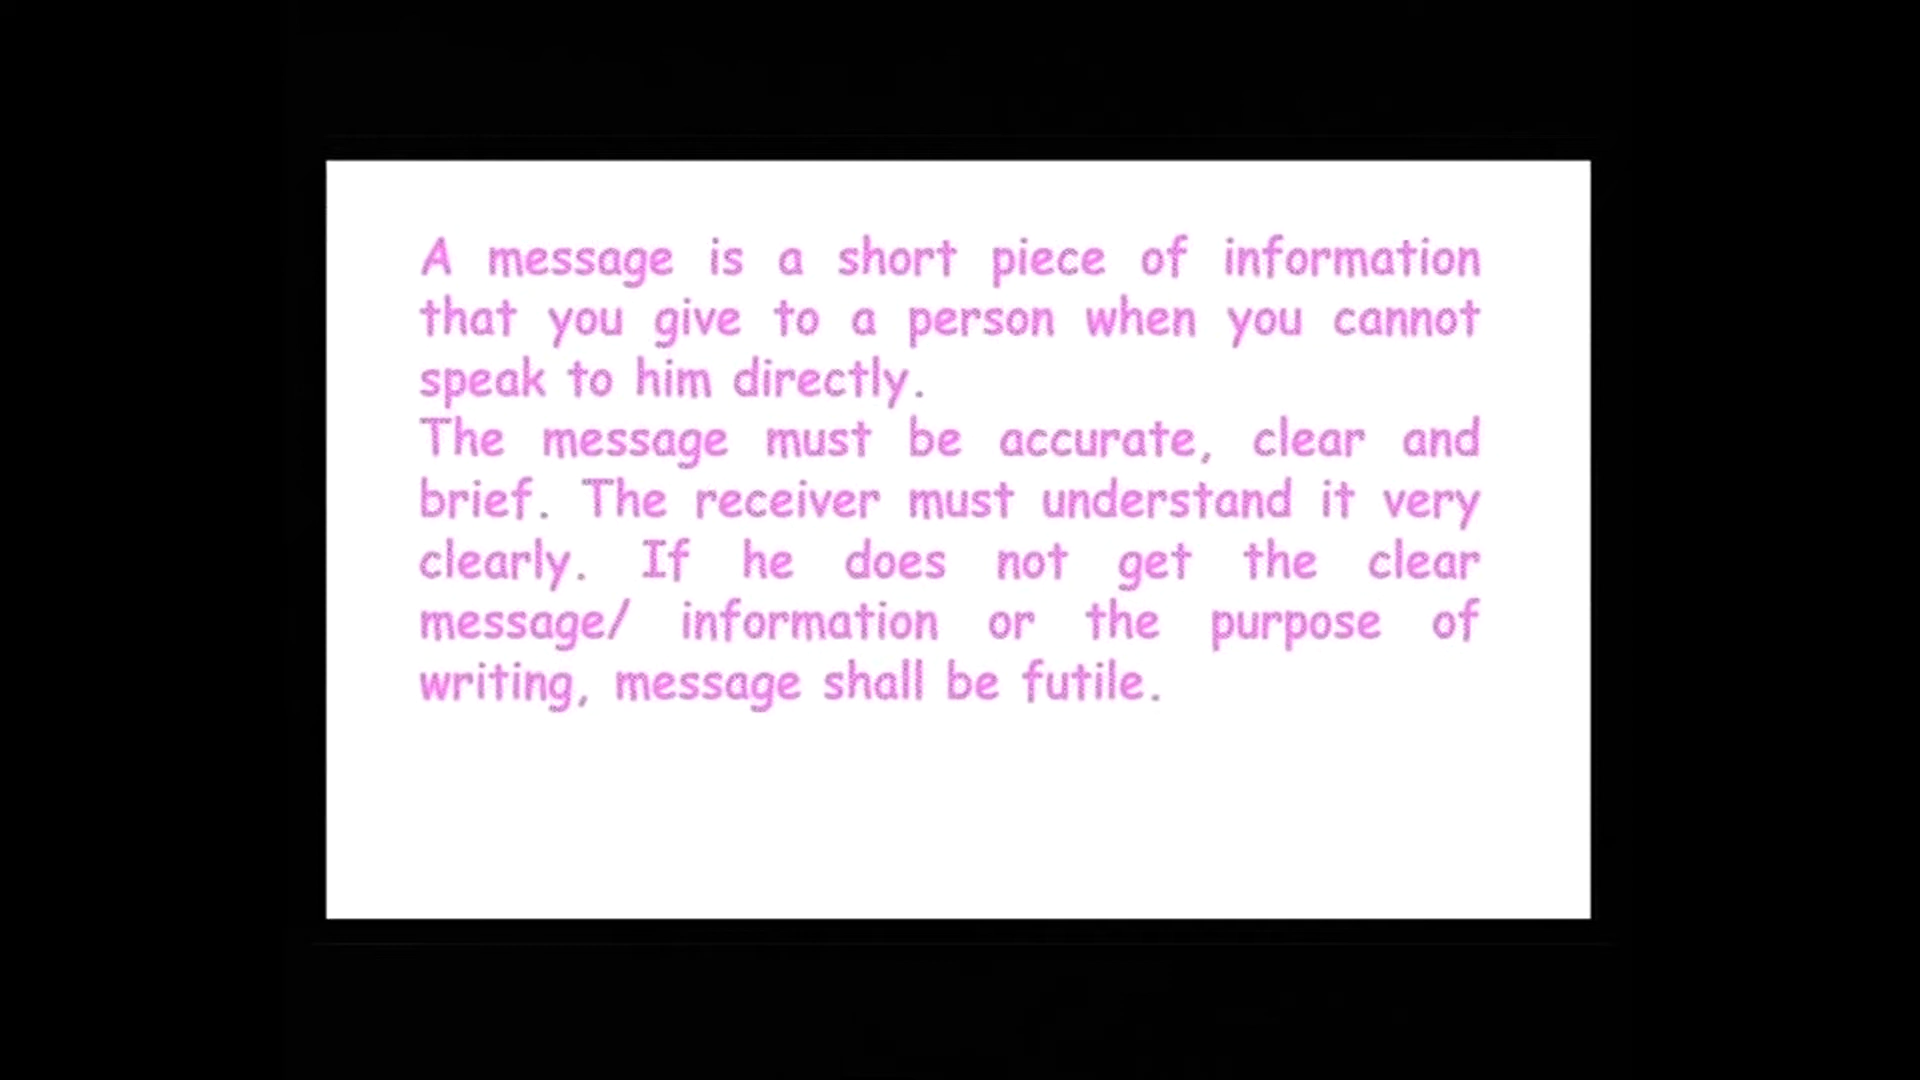 A message is a short piece of information
that you give to a person when you cannot
speak to him directly.
The message must be accurate, clear and
brief. The receiver must understand it very
clearly. If he does not get the clear
message/ information or the purpose of
writing, message shall be futile.